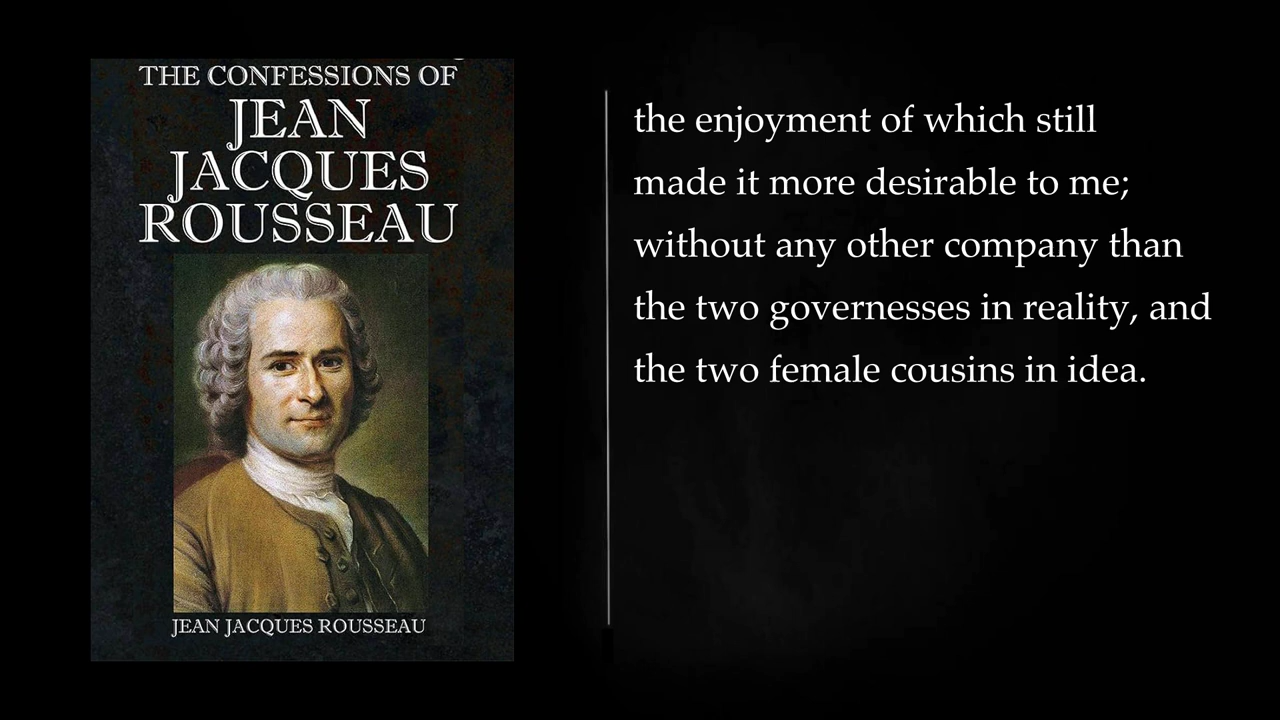 THE CONFESSIONS OF
JEAN
JACQUES
ROUSSEAU
JEAN JACQUES ROUSSEAU
the enjoyment of which still
made it more desirable to me;
without any other company than
the two governesses in reality, and
the two female cousins in idea.